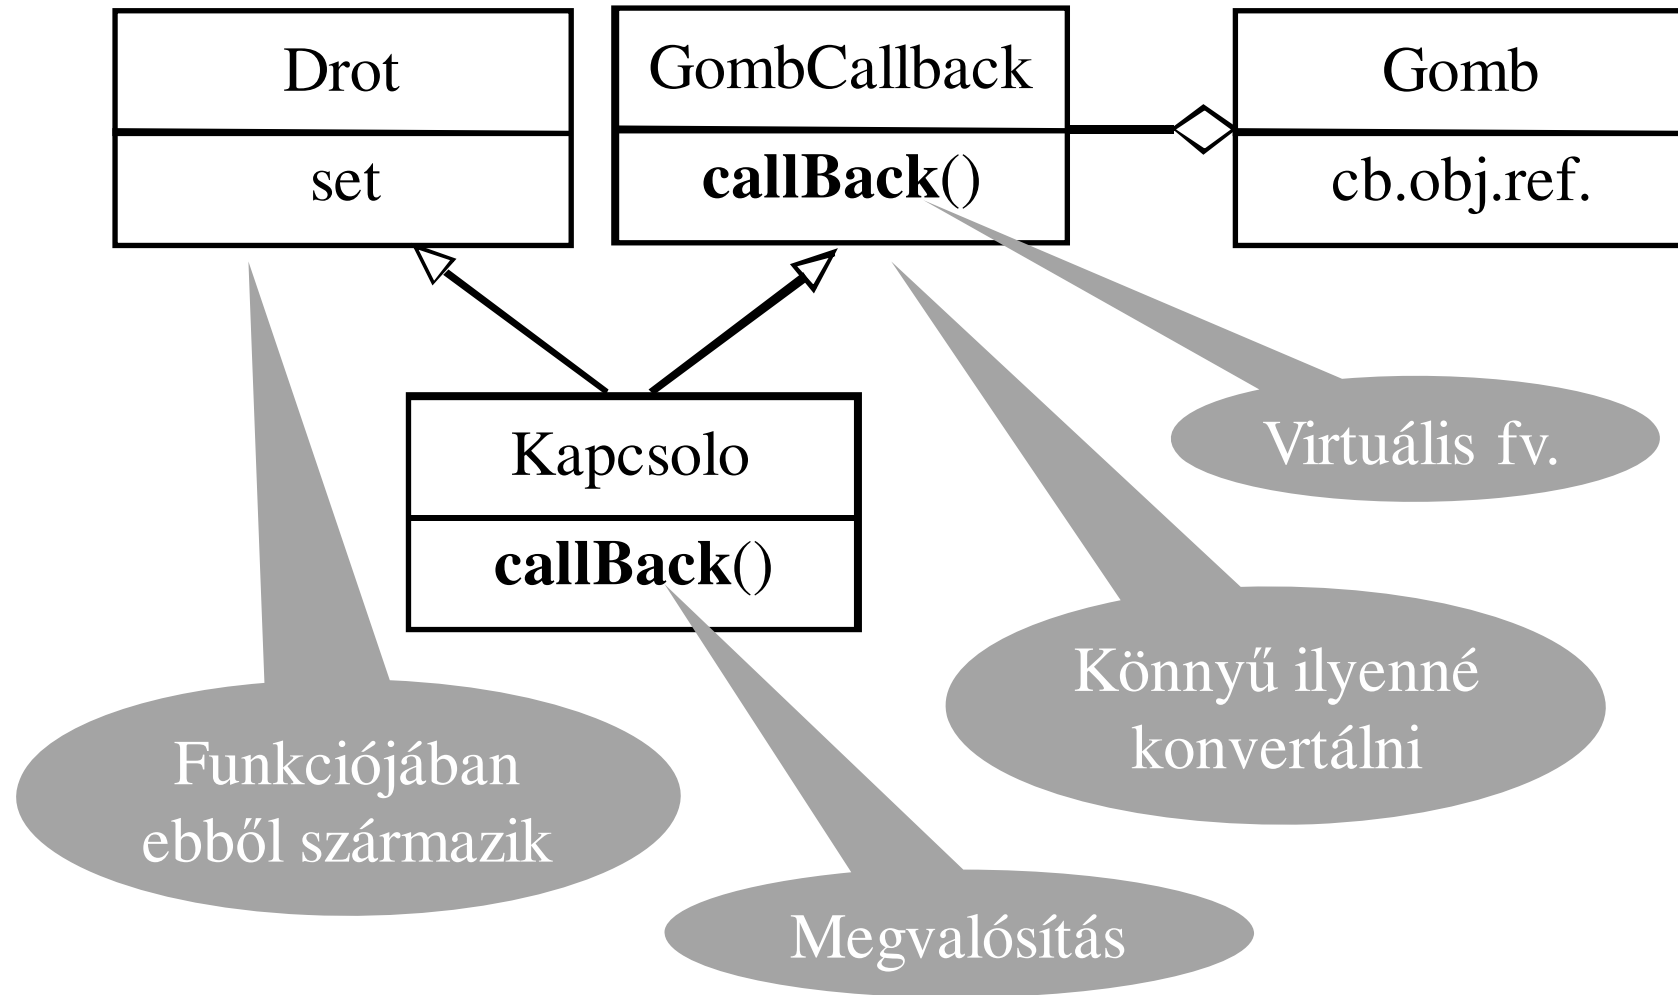 Drot
set
GombCallback
callBack()
Gomb
cb.obj.ref.
Kapcsolo
callBack()
Virtuális fv.
Könnyű ilyenné
konvertálni
Funkciójában
ebből származik
Megvalósítás